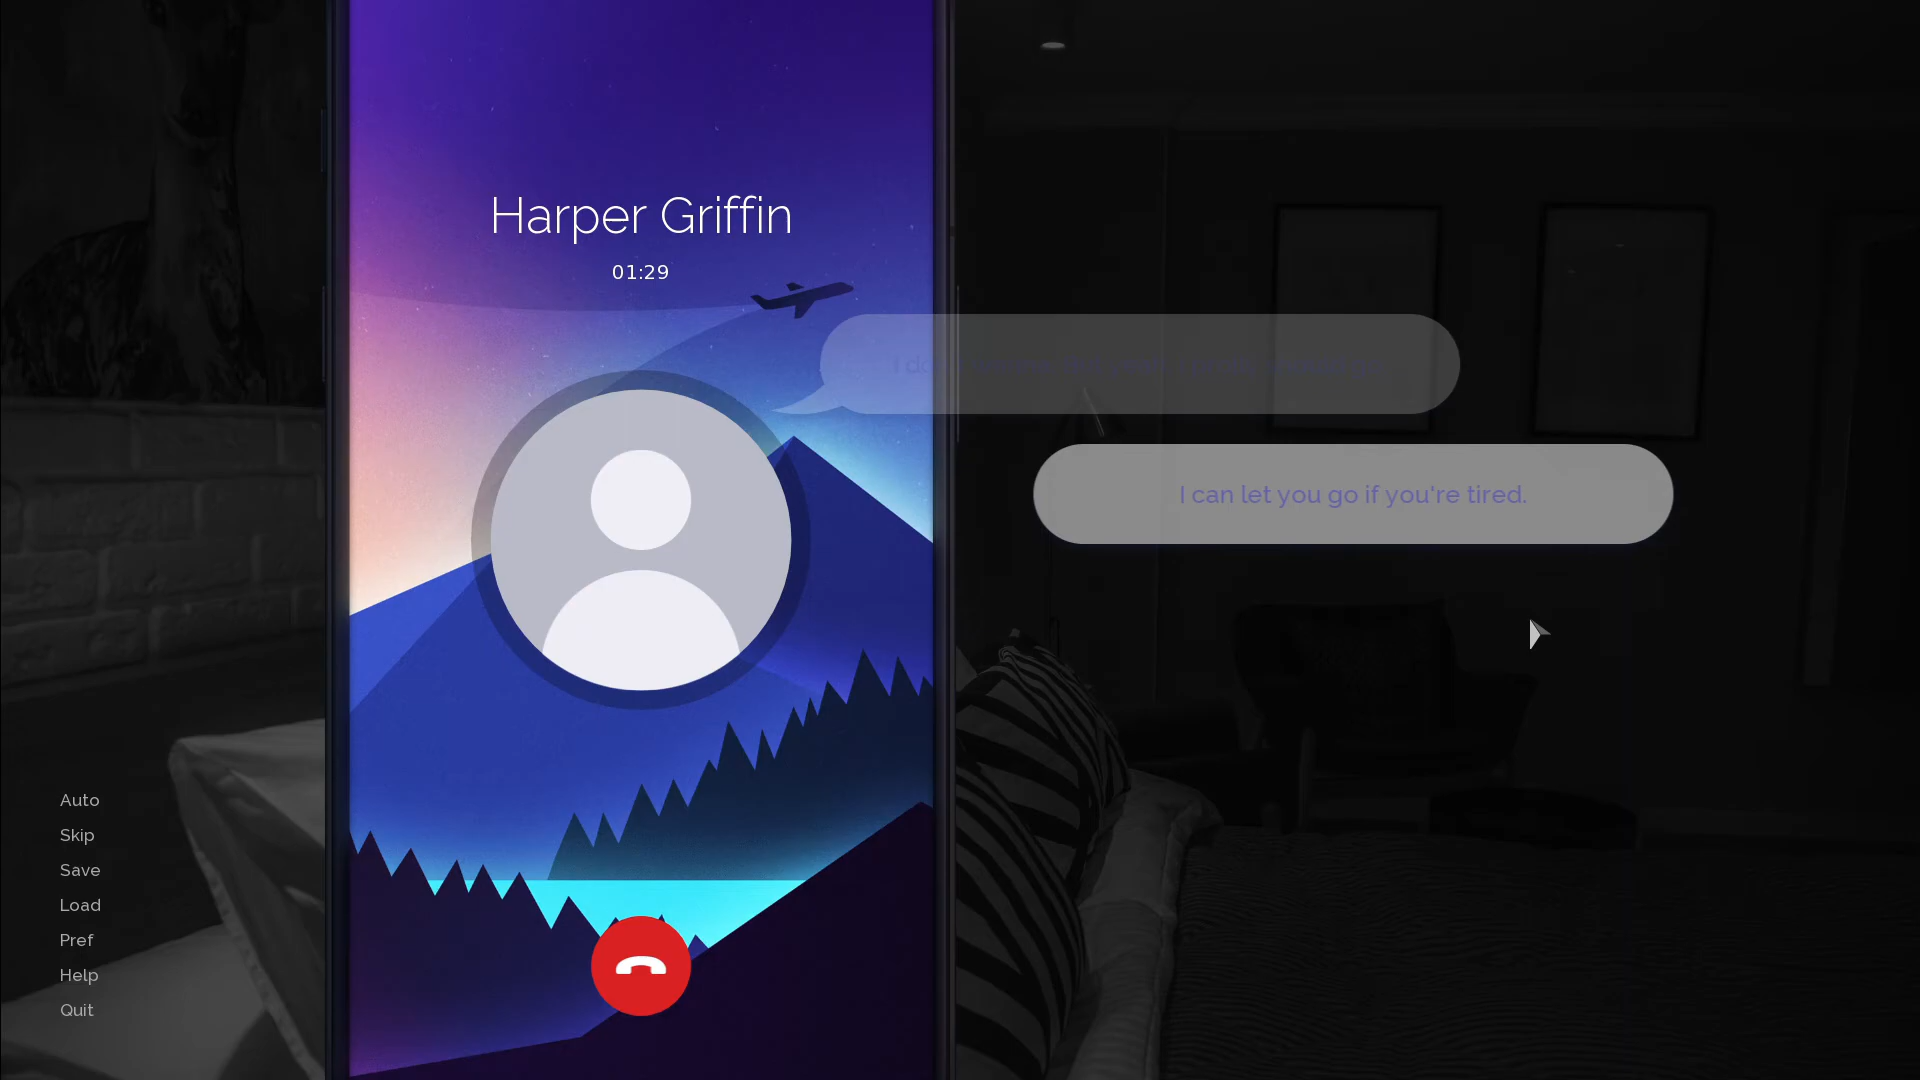 Harper Griffin
01:29
I can let you go if you're tired.
Auto
Skip
Save
Load
Pref
Help
Quit